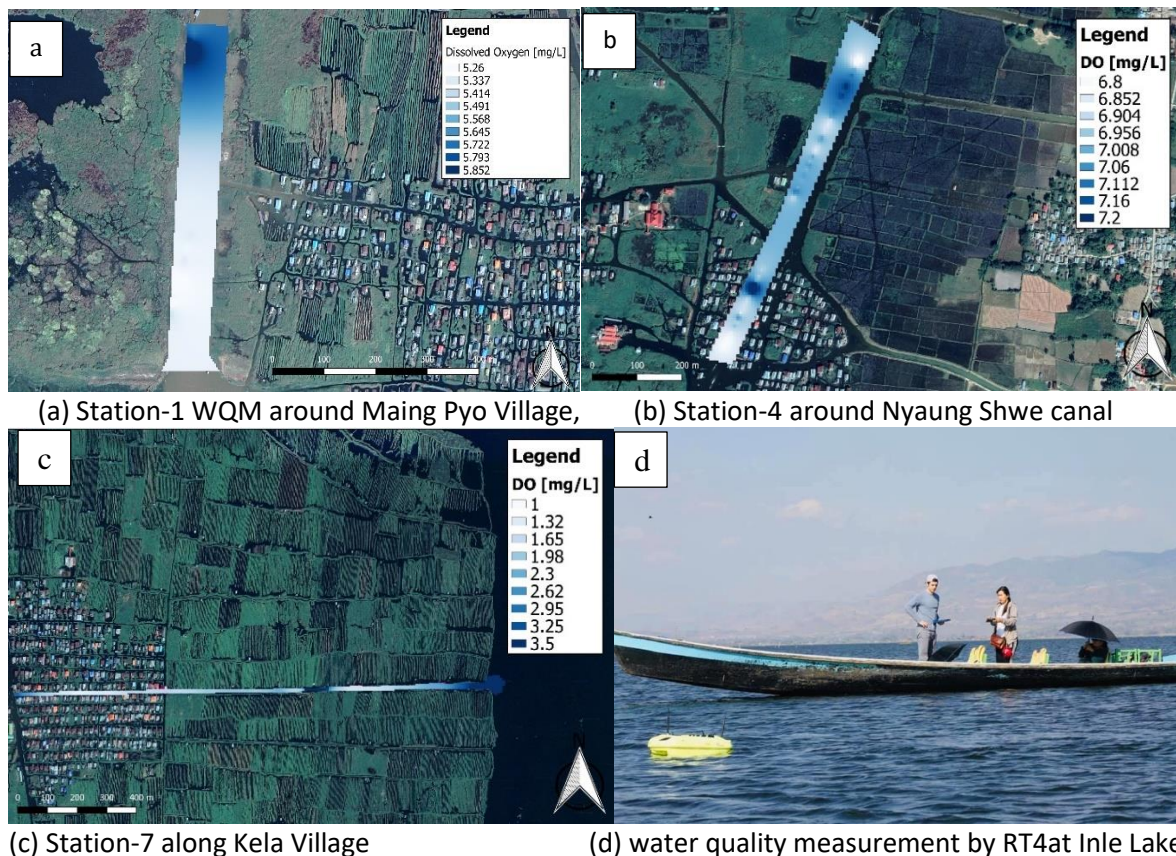 a
Legend
Dissolved Oxygen [mg/L]
5.26
5.337
5.414
5.491
5.568
5.645
5.722
5.793
5.852
N
0 100 200 300 400 m
b
Legend
DO [mg/L]
6.8
6.852
6.904
6.956
7.008
7.06
7.112
7.16
7.2
N
0 100 200 m
(a) Station-1 WQM around Maing Pyo Village,
(b) Station-4 around Nyaung Shwe canal
c
Legend
DO [mg/L]
1
1.32
1.65
1.98
2.3
2.62
2.95
3.25
3.5
N
0 100 200 300 400 m
d
(c) Station-7 along Kela Village
(d) water quality measurement by RT4at Inle Lake